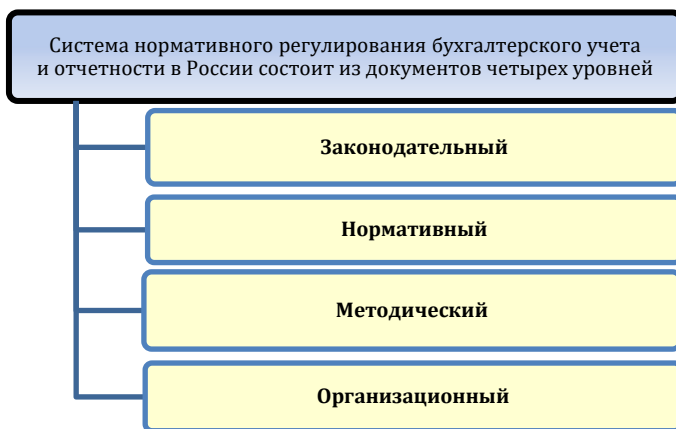 Система нормативного регулирования бухгалтерского учета
и отчетности в России состоит из документов четырех уровней
Законодательный
Нормативный
Методический
Организационный